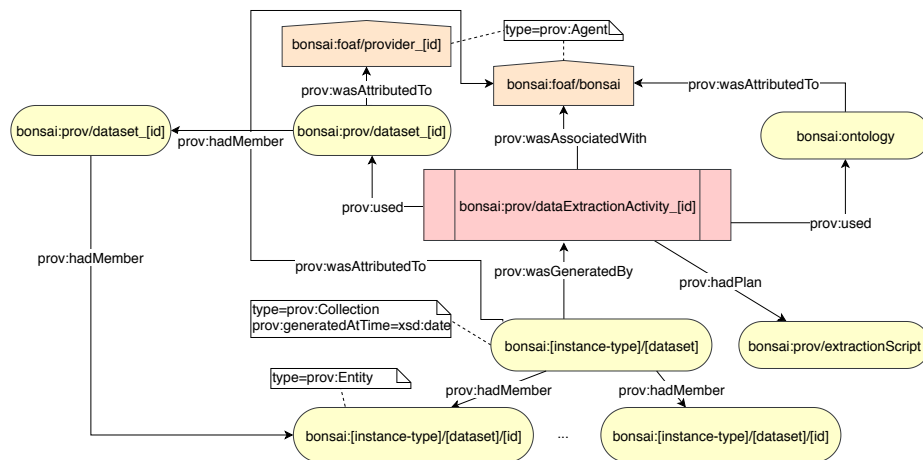 type=prov:Agent
bonsai:foaf/provider_[id]
bonsai:foaf/bonsai
prov:wasAttributedTo
prov:wasAttributedTo
bonsai:prov/dataset_[id]
prov:hadMember
bonsai:prov/dataset_[id]
prov:wasAssociatedWith
bonsai:ontology
prov:used
bonsai:prov/dataExtractionActivity_[id]
prov:used
prov:hadMember
prov:wasAttributedTo
prov:wasGeneratedBy
prov:hadPlan
type=prov:Collection
prov:generatedAtTime=xsd:date
bonsai:[instance-type]/[dataset]
bonsai:prov/extractionScript
type=prov:Entity
prov:hadMember
prov:hadMember
bonsai:[instance-type]/[dataset]/[id]
...
bonsai:[instance-type]/[dataset]/[id]